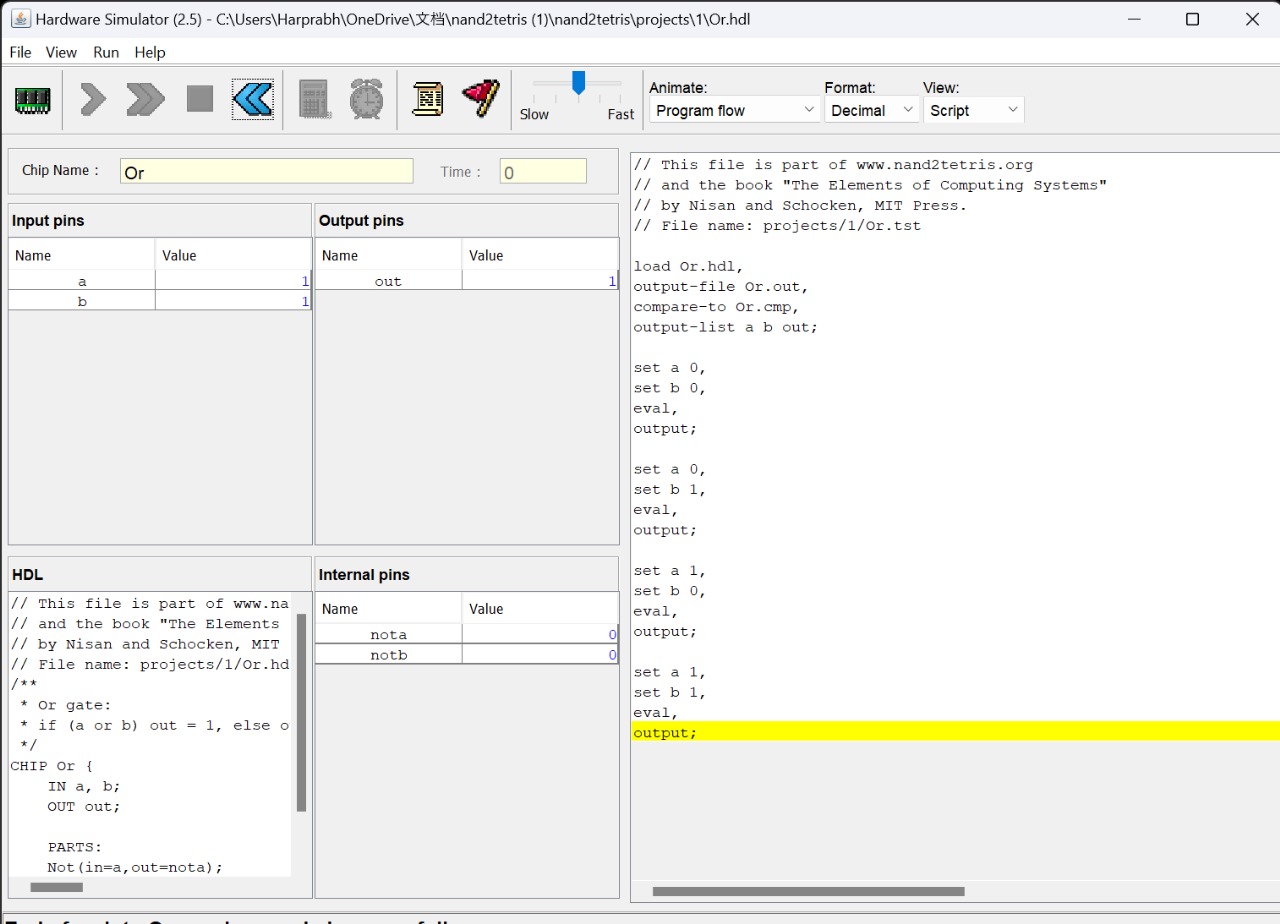 Hardware Simulator (2.5) - C:\Users\Harprabh\OneDrive\文档\nand2tetris (1)\nand2tetris\projects\1\Or.hdl
File View Run Help
Slow Fast
Animate: Format: View:
Program flow Decimal Script
Chip Name : Or Time : 0
Input pins
Name Value
a 1
b 1
Output pins
Name Value
out 1
HDL
// This file is part of www.na
// and the book "The Elements
// by Nisan and Schocken, MIT
// File name: projects/1/Or.hd
/**
* Or gate:
* if (a or b) out = 1, else o
*/
CHIP Or {
IN a, b;
OUT out;
PARTS:
Not(in=a,out=nota);
Internal pins
Name Value
nota 0
notb 0
// This file is part of www.nand2tetris.org
// and the book "The Elements of Computing Systems"
// by Nisan and Schocken, MIT Press.
// File name: projects/1/Or.tst
load Or.hdl,
output-file Or.out,
compare-to Or.cmp,
output-list a b out;
set a 0,
set b 0,
eval,
output;
set a 0,
set b 1,
eval,
output;
set a 1,
set b 0,
eval,
output;
set a 1,
set b 1,
eval,
output;